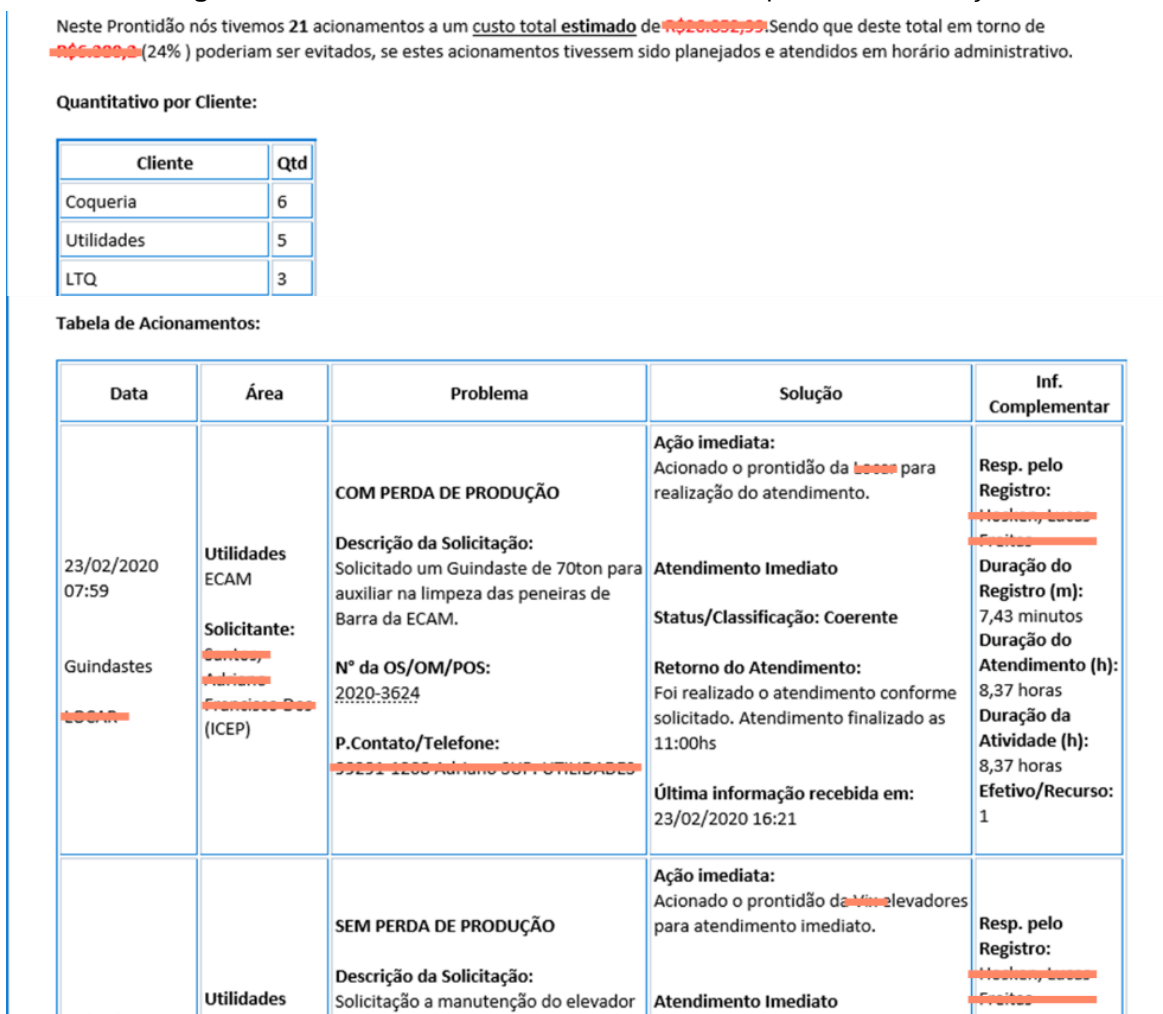 Neste Prontidão nós tivemos 21 acionamentos a um custo total estimado de Sendo que deste total em torno de
(24% ) poderiam ser evitados, se estes acionamentos tivessem sido planejados e atendidos em horário administrativo.
Quantitativo por Cliente:
Cliente Qtd
Coqueria 6
Utilidades 5
LTQ 3
Tabela de Acionamentos:
Data Área Problema Solução Inf. Complementar
23/02/2020
07:59
Guindastes
Utilidades
ECAM
Solicitante:
(ICEP)
COM PERDA DE PRODUÇÃO
Descrição da Solicitação:
Solicitado um Guindaste de 70ton para
auxiliar na limpeza das peneiras de
Barra da ECAM.
N° da OS/OM/POS:
2020-3624
P.Contato/Telefone:
Ação imediata:
Acionado o prontidão da para
realização do atendimento.
Atendimento Imediato
Status/Classificação: Coerente
Retorno do Atendimento:
Foi realizado o atendimento conforme
solicitado. Atendimento finalizado as
11:00hs
Última informação recebida em:
23/02/2020 16:21
Resp. pelo
Registro:
Duração do
Registro (m):
7,43 minutos
Duração do
Atendimento (h):
8,37 horas
Duração da
Atividade (h):
8,37 horas
Efetivo/Recurso:
1
Utilidades
SEM PERDA DE PRODUÇÃO
Descrição da Solicitação:
Solicitação a manutenção do elevador
Ação imediata:
Acionado o prontidão da elevadores
para atendimento imediato.
Atendimento Imediato
Resp. pelo
Registro: